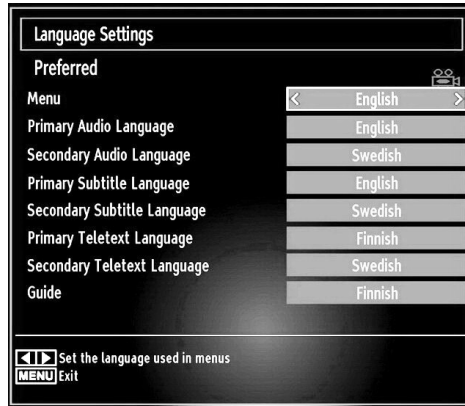 Language Settings
Preferred
Menu < English >
Primary Audio Language English
Secondary Audio Language Swedish
Primary Subtitle Language English
Secondary Subtitle Language Swedish
Primary Teletext Language Finnish
Secondary Teletext Language Swedish
Guide Finnish
Set the language used in menus
MENU Exit